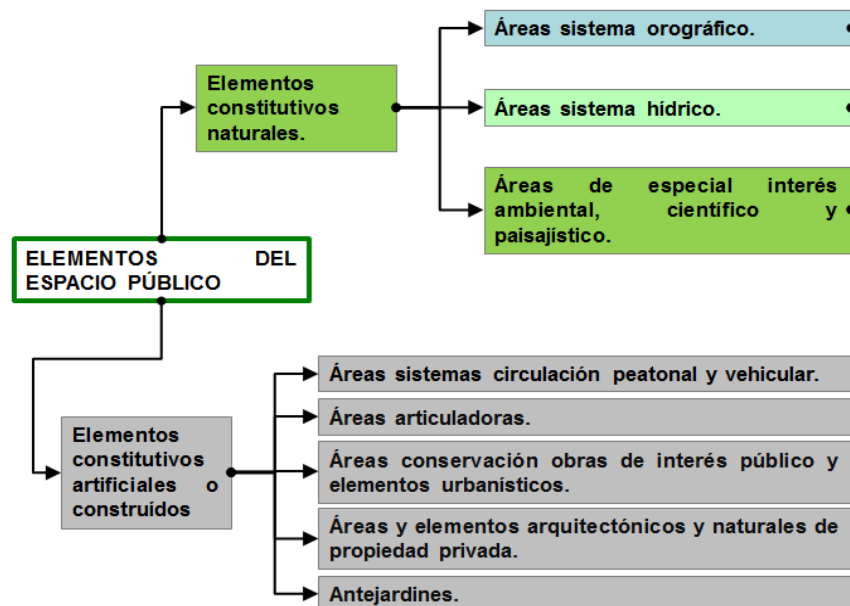 Áreas sistema orográfico.
Elementos
constitutivos
naturales.
Áreas sistema hídrico.
Áreas de especial interés
ambiental, científico y
paisajístico.
ELEMENTOS DEL
ESPACIO PÚBLICO
Áreas sistemas circulación peatonal y vehicular.
Áreas articuladoras.
Elementos
constitutivos
artificiales o
construídos
Áreas conservación obras de interés público y
elementos urbanísticos.
Áreas y elementos arquitectónicos y naturales de
propiedad privada.
Antejardines.